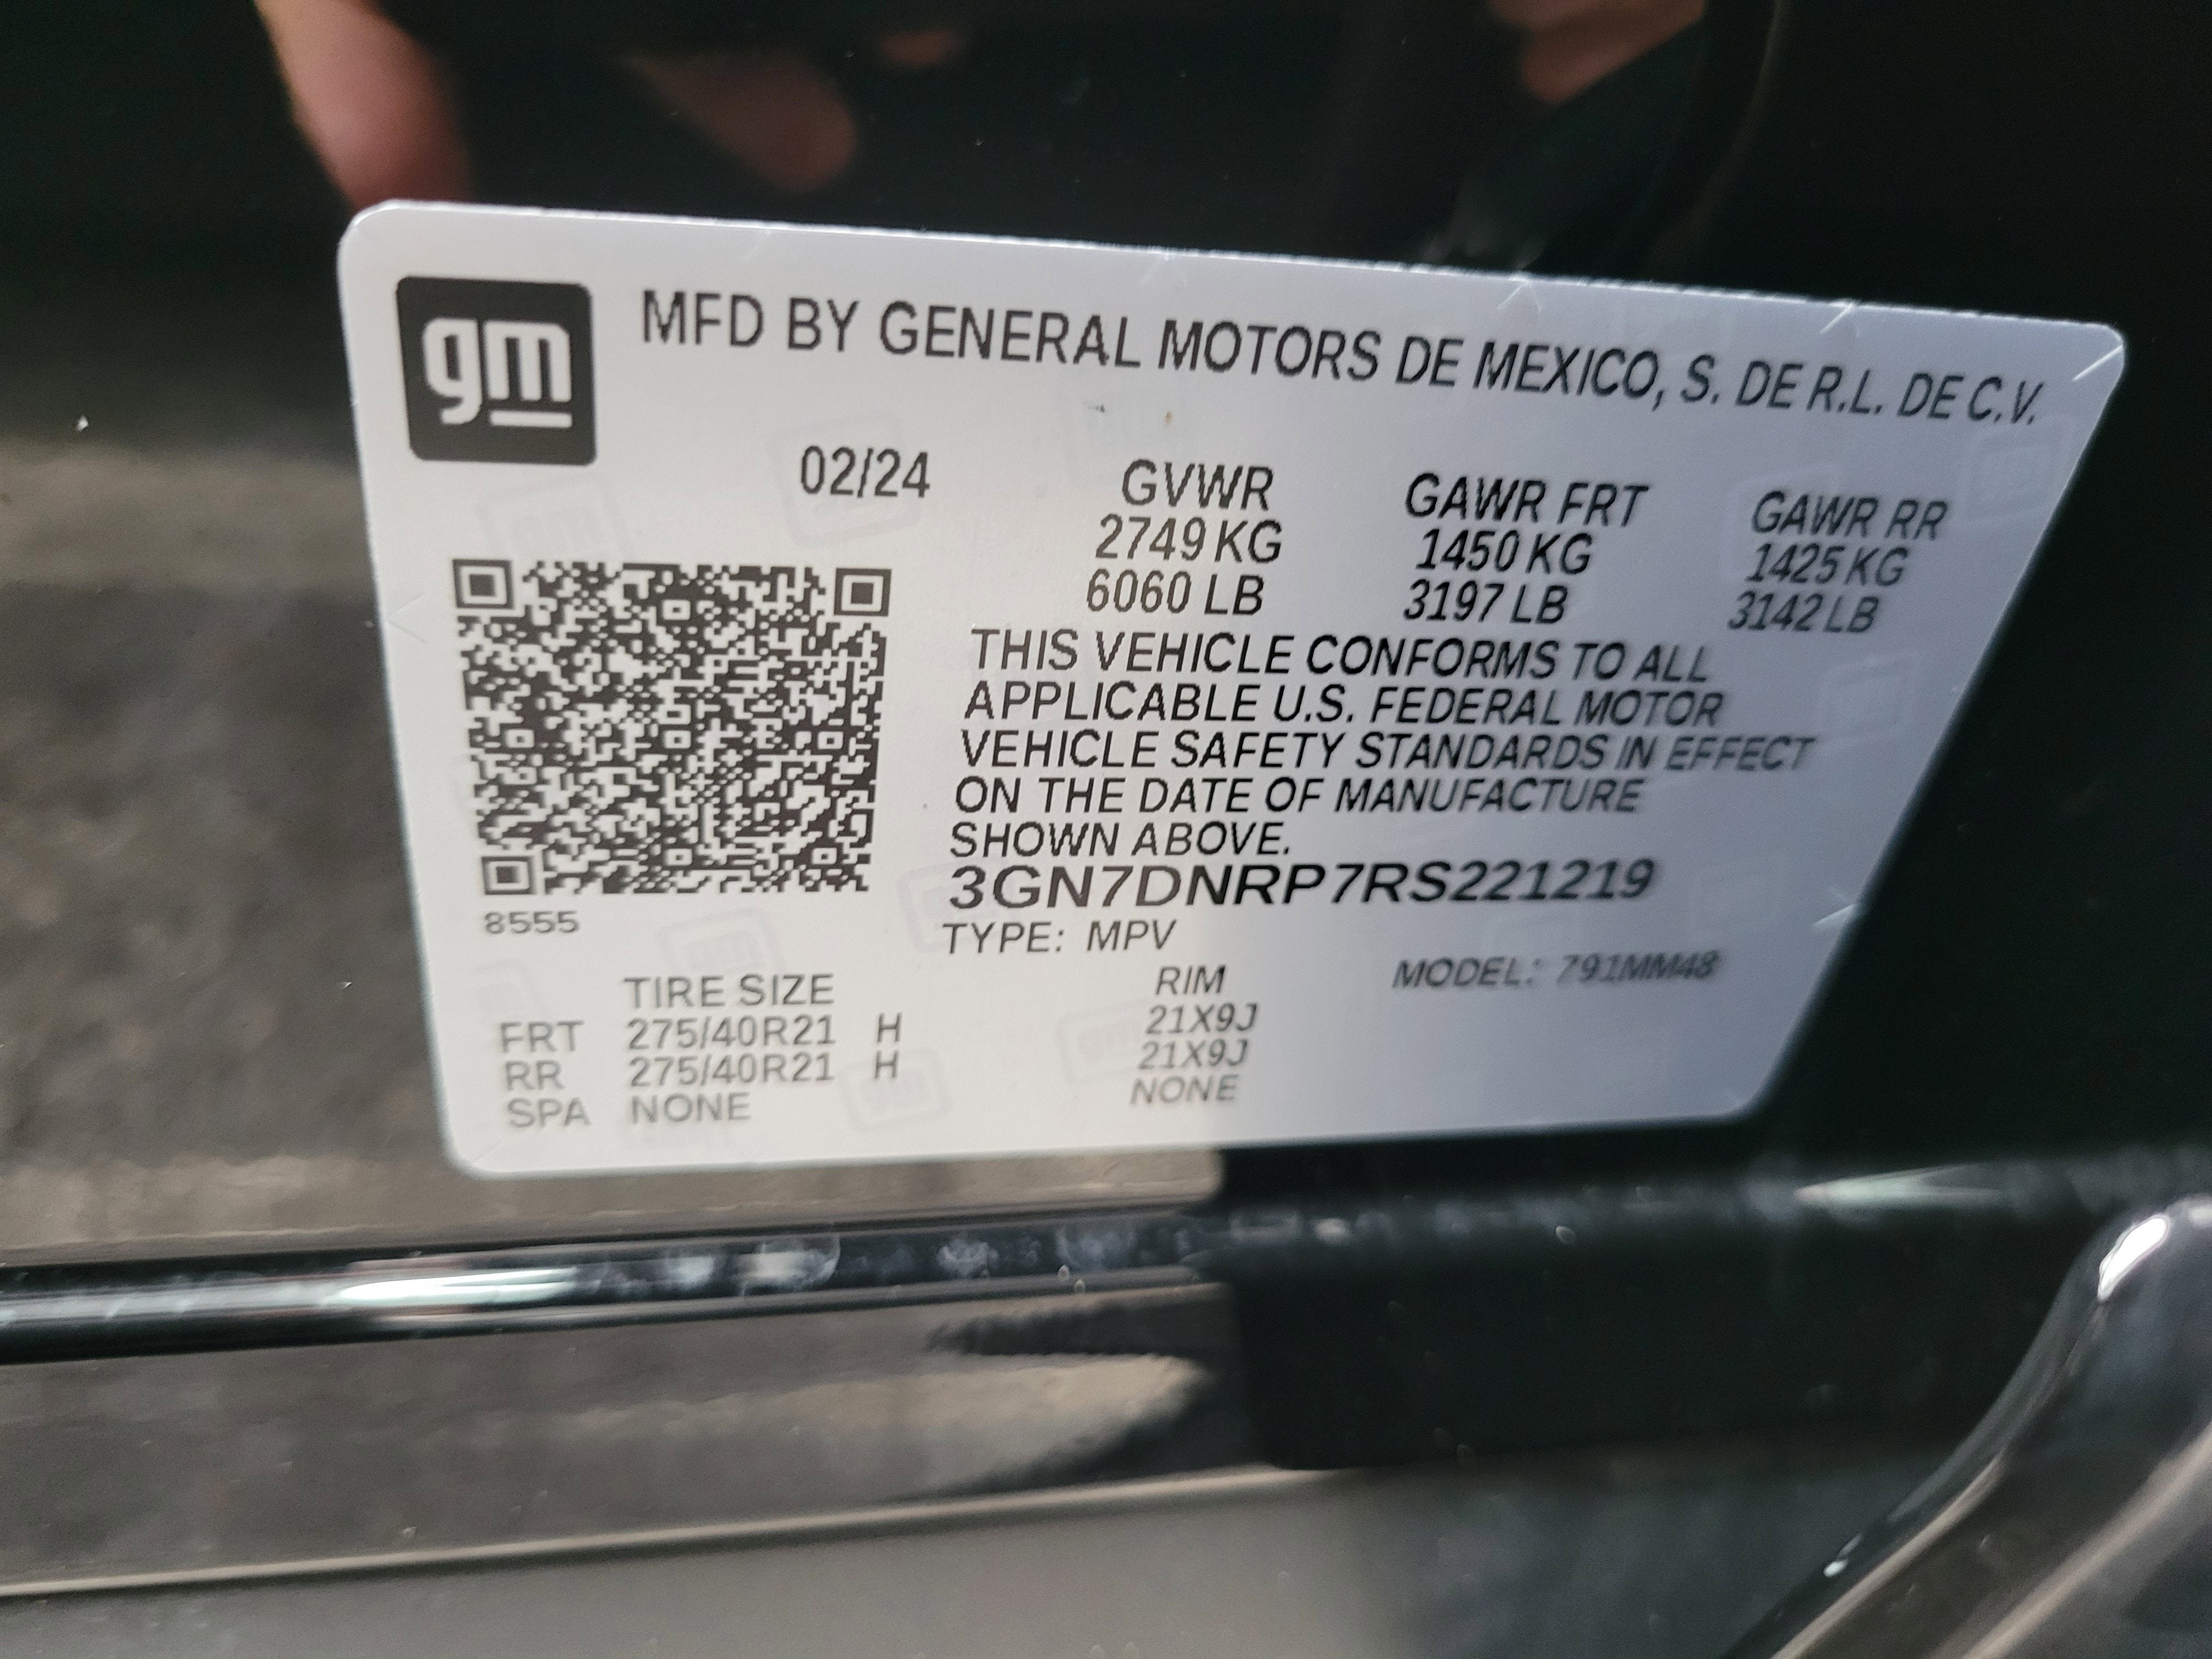 gm
MFD BY GENERAL MOTORS DE MEXICO, S. DE R.L. DE C.V.
02/24 GVWR GAWR FRT GAWR RR
2749 KG 1450 KG 1425 KG
6060 LB 3197 LB 3142 LB
THIS VEHICLE CONFORMS TO ALL
APPLICABLE U.S. FEDERAL MOTOR
VEHICLE SAFETY STANDARDS IN EFFECT
ON THE DATE OF MANUFACTURE
SHOWN ABOVE.
3GN7DNRP7RS221219
8555
TYPE: MPV
MODEL: 791MM48
TIRE SIZE RIM
FRT 275/40R21 H 21X9J
RR 275/40R21 H 21X9J
SPA NONE NONE